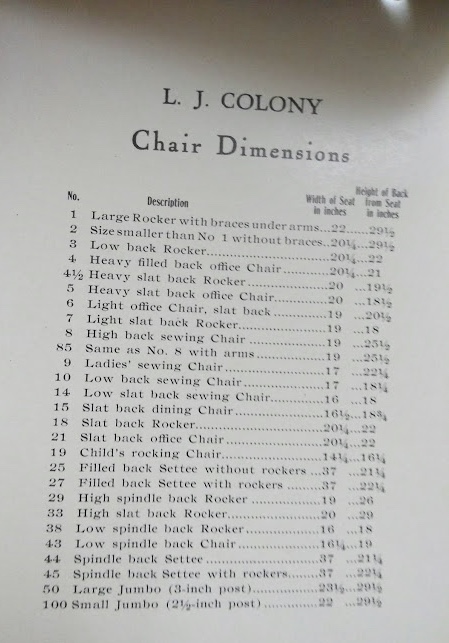 L. J. COLONY
Chair Dimensions
No. Description Width of Seat in inches Height of Back from Seat in inches
1 Large Rocker with braces under arms...22......29½
2 Size smaller than No 1 without braces..20¼...29½
3 Low back Rocker..............................20¼...22
4 Heavy filled back office Chair............20¼...21
4½ Heavy slat back Rocker...................20 ...19½
5 Heavy slat back office Chair.............20 ...18½
6 Light office Chair, slat back.............19 ...20½
7 Light slat back Rocker.....................19 ...18
8 High back sewing Chair...................19 ...25½
85 Same as No. 8 with arms.................19 ...25½
9 Ladies' sewing Chair......................17 ...22¼
10 Low back sewing Chair...................17 ...18¼
14 Low slat back sewing Chair.............16 ...18
15 Slat back dining Chair...................16½...18¾
18 Slat back Rocker..........................20¼...22
21 Slat back office Chair...................20¼...22
19 Child's rocking Chair....................14¼...16¼
25 Filled back Settee without rockers ...37 ...21¼
27 Filled back Settee with rockers .......37 ...22¼
29 High spindle back Rocker ..............19 ...26
33 High slat back Rocker...................20 ...29
38 Low spindle back Rocker...............16 ...18
43 Low spindle back Chair.................16¼...19
44 Spindle back Settee.....................37 ...21¼
45 Spindle back Settee with rockers.......37 ...22¼
50 Large Jumbo (3-inch post).............23½...29½
100 Small Jumbo (2½-inch post)...........22 ...29½